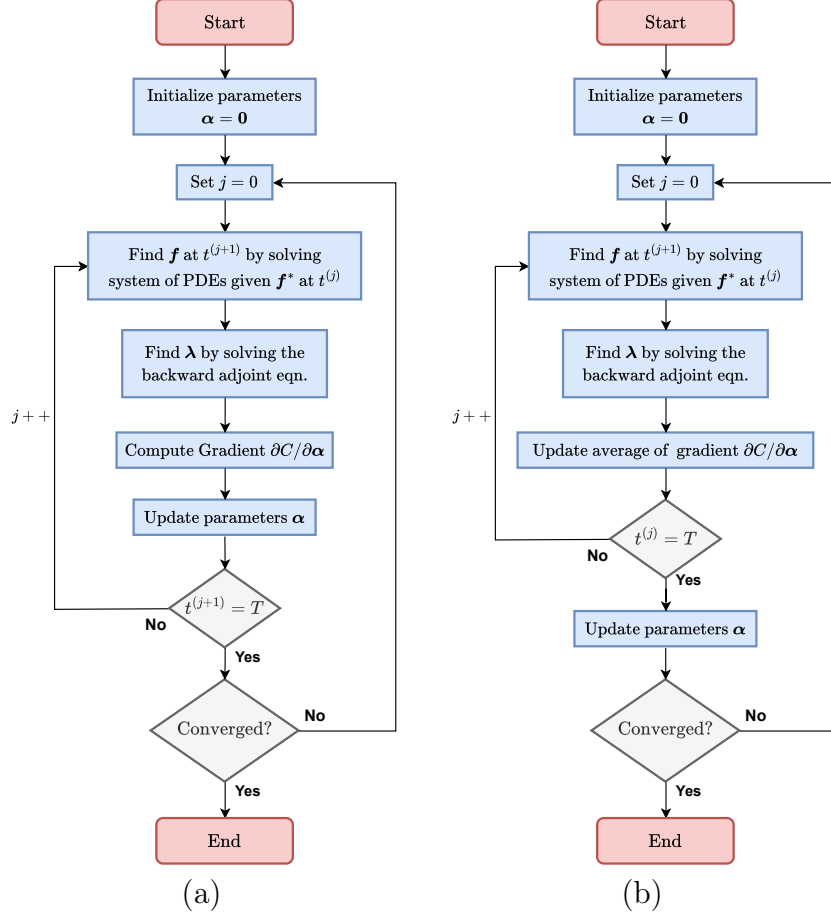 Start
Initialize parameters
α = 0
Set j = 0
Find f at t^(j+1) by solving
system of PDEs given f* at t^(j)
Find λ by solving the
backward adjoint eqn.
j++
Compute Gradient ∂C/∂α
Update parameters α
t^(j+1) = T
No
Yes
Converged?
No
Yes
End
(a)
Start
Initialize parameters
α = 0
Set j = 0
Find f at t^(j+1) by solving
system of PDEs given f* at t^(j)
Find λ by solving the
backward adjoint eqn.
j++
Update average of gradient ∂C/∂α
t^(j) = T
No
Yes
Update parameters α
Converged?
No
Yes
End
(b)